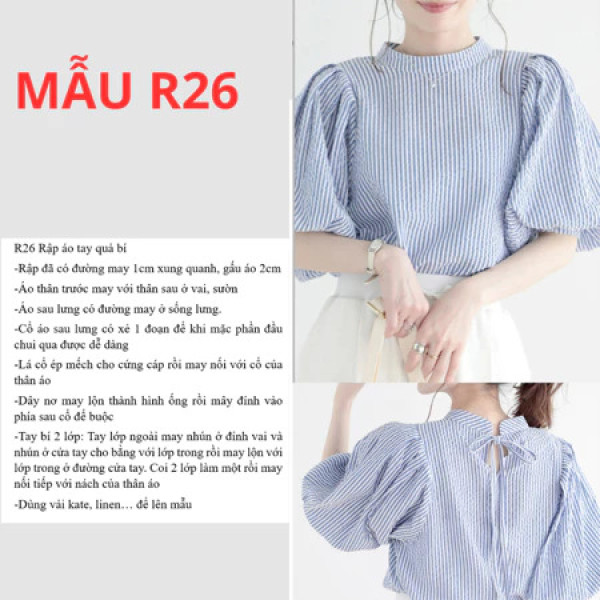 MẪU R26
R26 Rập áo tay quả bí
-Rập đã có đường may 1cm xung quanh, gấu áo 2cm
-Áo thân trước may với thân sau ở vai, sườn
-Áo sau lưng có đường may ở sống lưng.
-Cổ áo sau lưng có xẻ 1 đoạn để khi mặc phần đầu
chui qua được dễ dàng
-Lá cổ ép mếch cho cứng cáp rồi may nối với cổ của
thân áo
-Dây nơ may lộn thành hình ống rồi mây đính vào
phía sau cổ để buộc
-Tay bí 2 lớp: Tay lớp ngoài may nhún ở đỉnh vai và
nhún ở cửa tay cho bằng với lớp trong rồi may lộn với
lớp trong ở đường cửa tay. Coi 2 lớp làm một rồi may
nối tiếp với nách của thân áo
-Dùng vải kate, linen… để lên mẫu